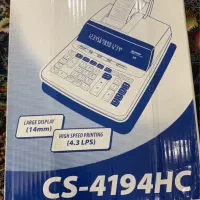 LARGE DISPLAY
(14mm)
HIGH SPEED PRINTING
(4.3 LPS)
CS-4194HC